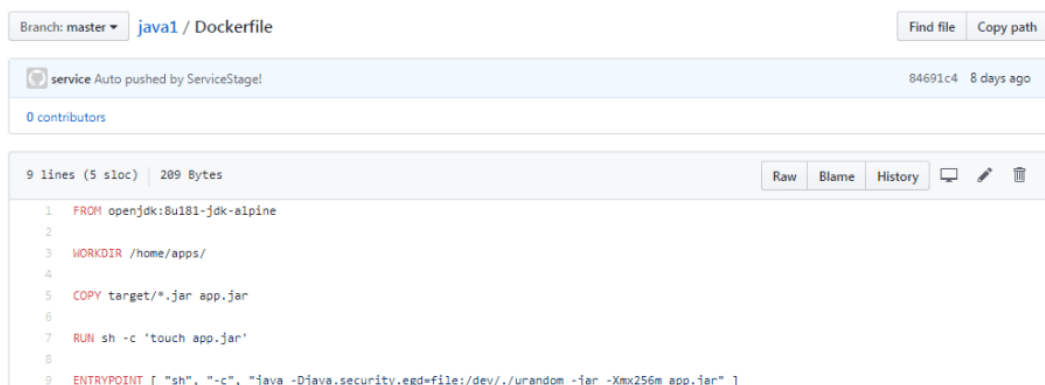 Branch: master java1 / Dockerfile Find file Copy path
service Auto pushed by ServiceStage! 84691c4 8 days ago
0 contributors
9 lines (5 sloc) 209 Bytes Raw Blame History
1 FROM openjdk:8u181-jdk-alpine
2
3 WORKDIR /home/apps/
4
5 COPY target/*.jar app.jar
6
7 RUN sh -c 'touch app.jar'
8
9 ENTRYPOINT [ "sh", "-c", "java -Djava.security.egd=file:/dev/./urandom -jar -Xmx256m app.jar" ]